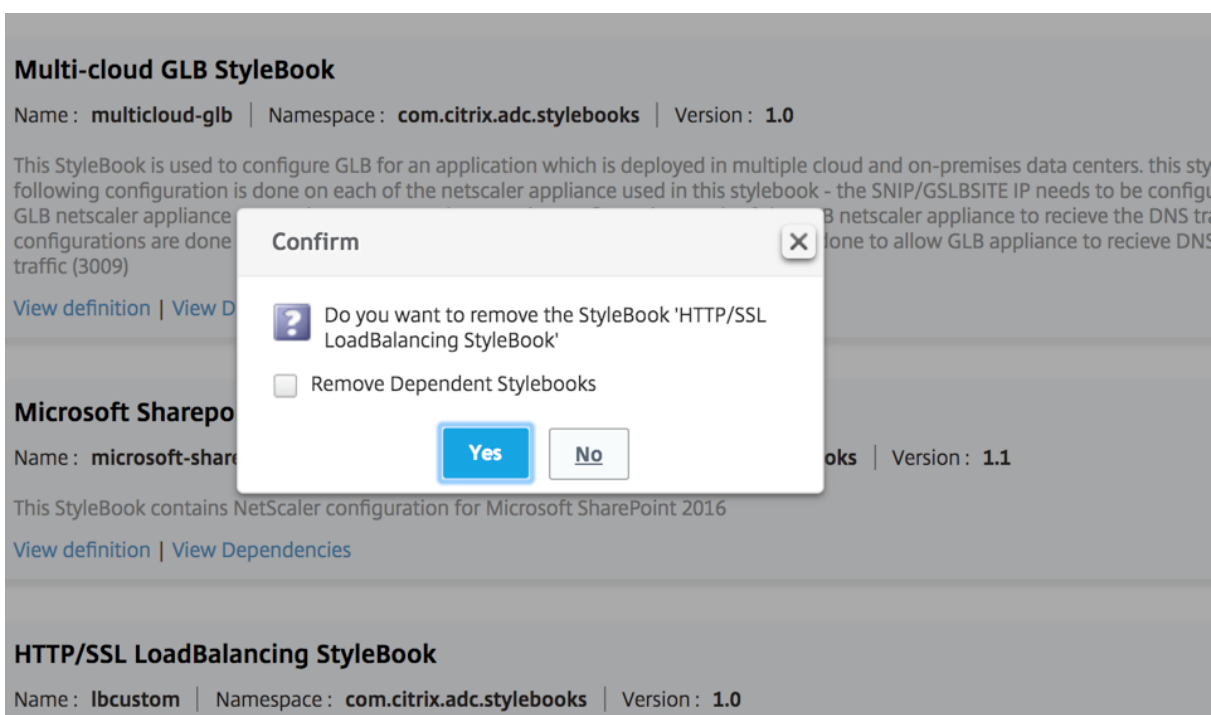 Multi-cloud GLB StyleBook
Name : multicloud-glb | Namespace : com.citrix.adc.stylebooks | Version : 1.0
This StyleBook is used to configure GLB for an application which is deployed in multiple cloud and on-premises data centers. this sty
following configuration is done on each of the netscaler appliance used in this stylebook - the SNIP/GSLBSITE IP needs to be configu
GLB netscaler appliance B netscaler appliance to recieve the DNS tra
configurations are done done to allow GLB appliance to recieve DNS
traffic (3009)
View definition | View D
Confirm
Do you want to remove the StyleBook 'HTTP/SSL
LoadBalancing StyleBook'
Remove Dependent Stylebooks
Yes
No
Microsoft Sharepo
Name : microsoft-share oks | Version : 1.1
This StyleBook contains NetScaler configuration for Microsoft SharePoint 2016
View definition | View Dependencies
HTTP/SSL LoadBalancing StyleBook
Name : lbcustom | Namespace : com.citrix.adc.stylebooks | Version : 1.0